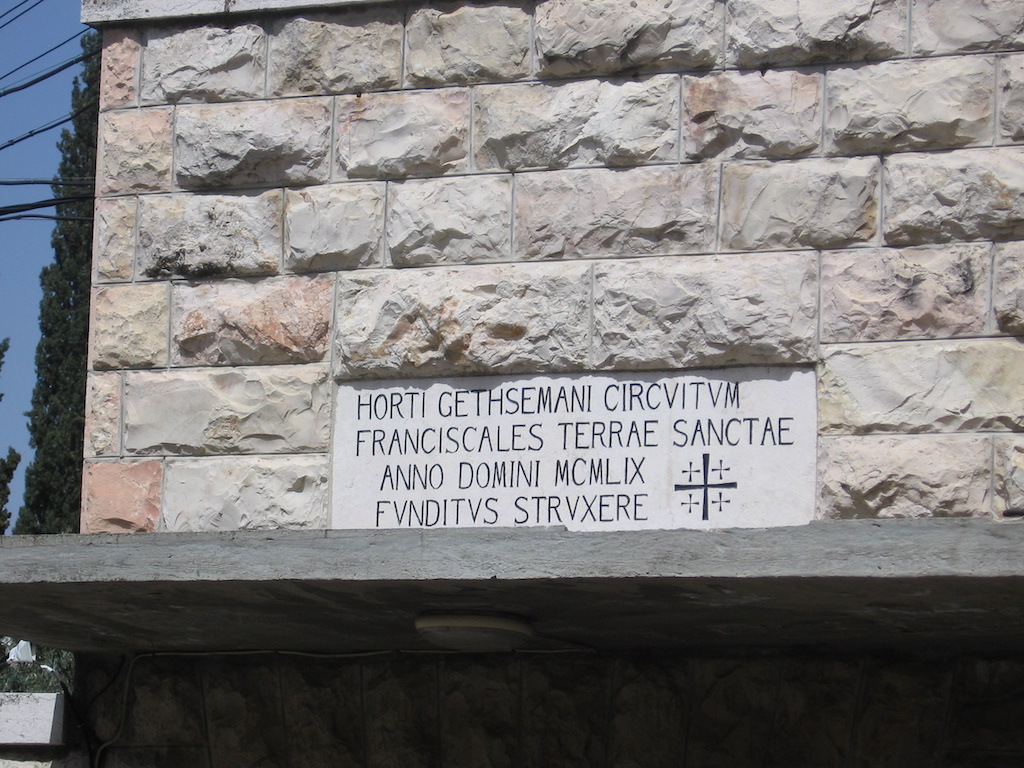 HORTI GETHSEMANI CIRCVITVM
FRANCISCALES TERRAE SANCTAE
ANNO DOMINI MCMLIX
FVNDITVS STRVXERE